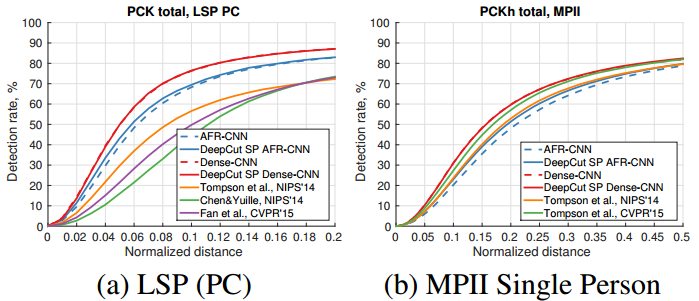 PCK total, LSP PC
Detection rate, %
100
90
80
70
60
50
40
30
20
10
0
0 0.02 0.04 0.06 0.08 0.1 0.12 0.14 0.16 0.18 0.2
Normalized distance
AFR-CNN
DeepCut SP AFR-CNN
Dense-CNN
DeepCut SP Dense-CNN
Tompson et al., NIPS'14
Chen&Yuille, NIPS'14
Fan et al., CVPR'15
(a) LSP (PC)
PCKh total, MPII
Detection rate, %
100
90
80
70
60
50
40
30
20
10
0
0 0.05 0.1 0.15 0.2 0.25 0.3 0.35 0.4 0.45 0.5
Normalized distance
AFR-CNN
DeepCut SP AFR-CNN
Dense-CNN
DeepCut SP Dense-CNN
Tompson et al., NIPS'14
Tompson et al., CVPR'15
(b) MPII Single Person